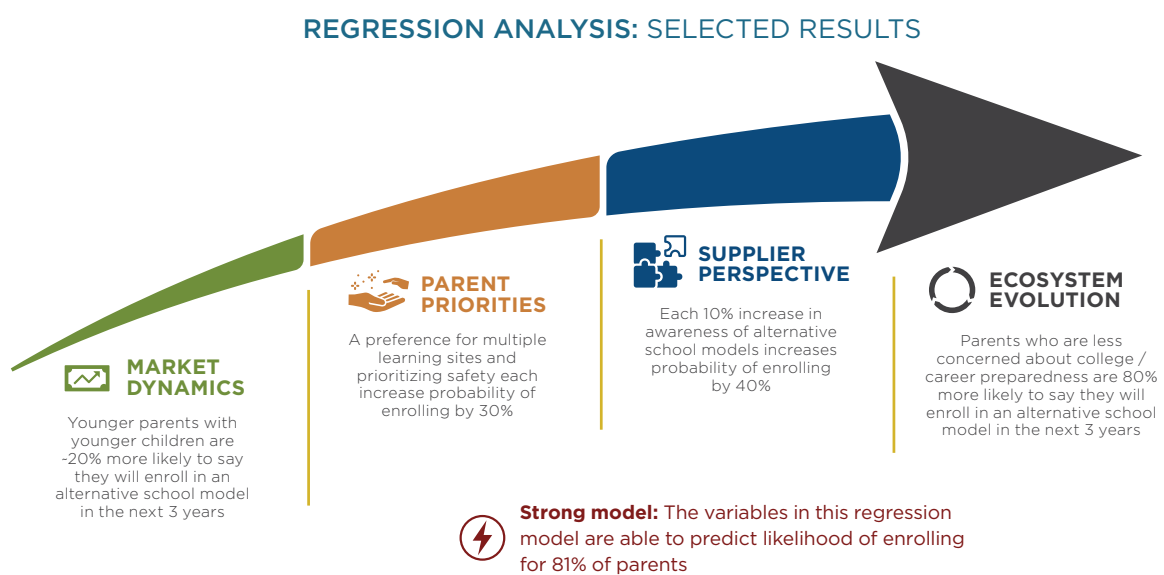 REGRESSION ANALYSIS: SELECTED RESULTS
MARKET
DYNAMICS
Younger parents with
younger children are
~20% more likely to say
they will enroll in an
alternative school model
in the next 3 years
PARENT
PRIORITIES
A preference for multiple
learning sites and
prioritizing safety each
increase probability of
enrolling by 30%
SUPPLIER
PERSPECTIVE
Each 10% increase in
awareness of alternative
school models increases
probability of enrolling
by 40%
ECOSYSTEM
EVOLUTION
Parents who are less
concerned about college /
career preparedness are 80%
more likely to say they will
enroll in an alternative school
model in the next 3 years
Strong model: The variables in this regression
model are able to predict likelihood of enrolling
for 81% of parents